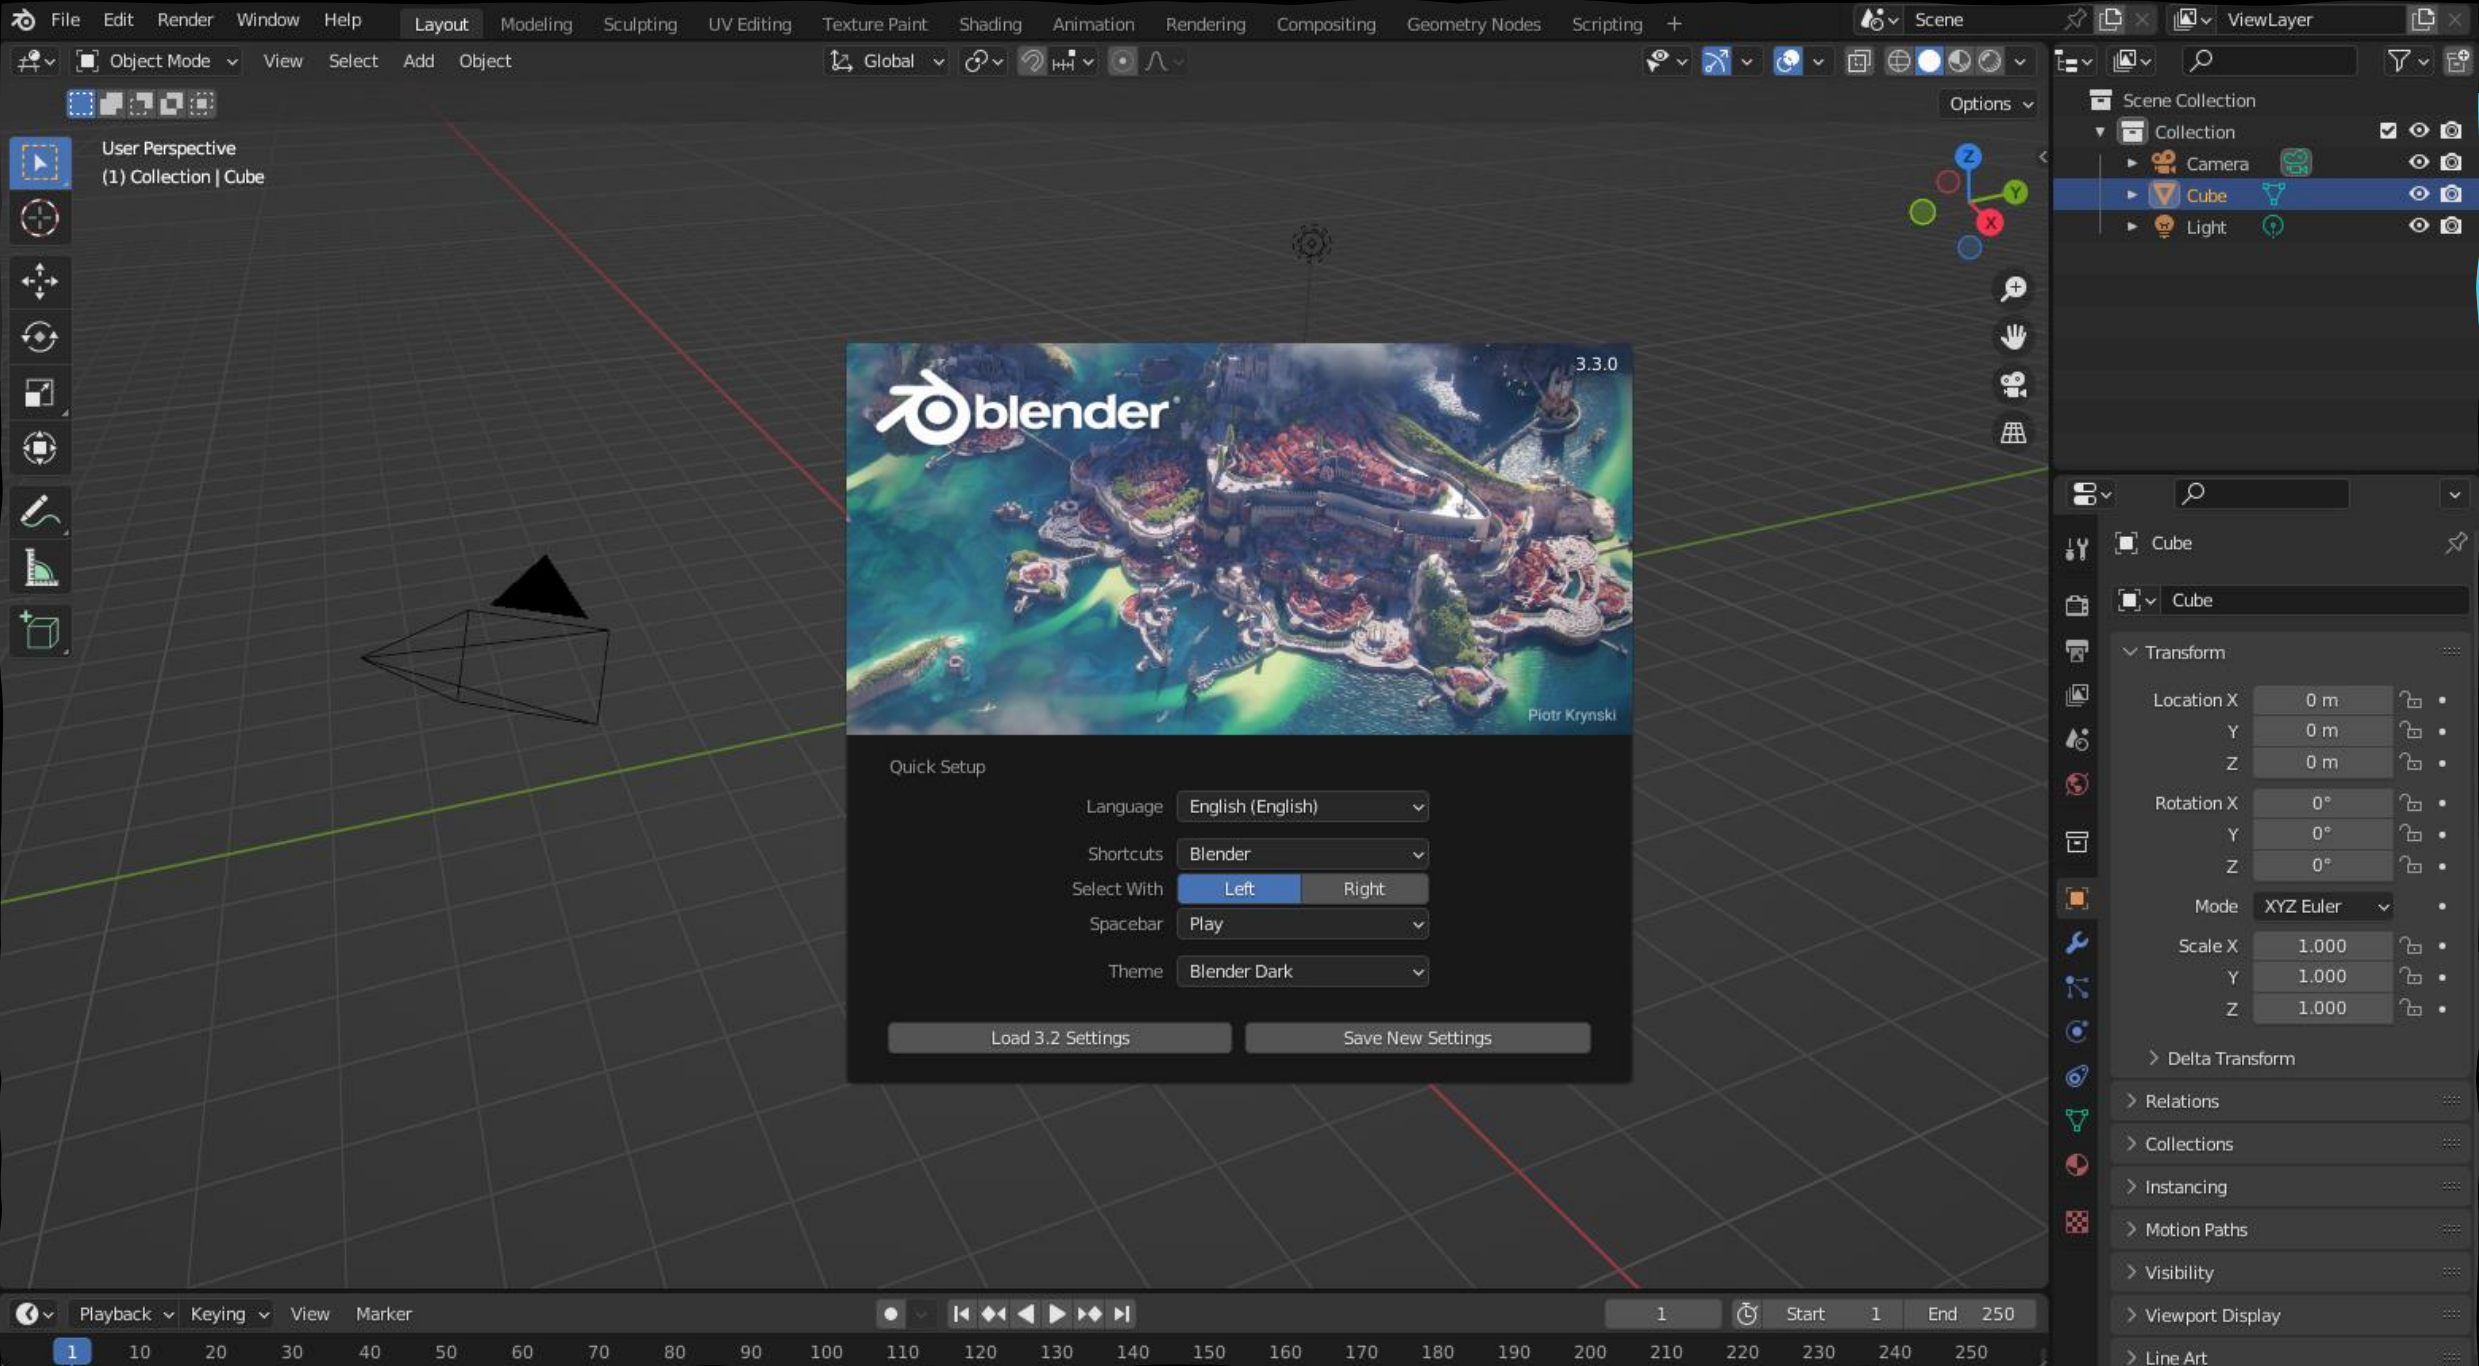 File Edit Render Window Help Layout Modeling Sculpting UV Editing Texture Paint Shading Animation Rendering Compositing Geometry Nodes Scripting + Scene ViewLayer
Object Mode View Select Add Object Global
Options
User Perspective
(1) Collection | Cube
Z
Y
X
Scene Collection
Collection
Camera
Cube
Light
3.3.0
blender
Piotr Krynski
Quick Setup
Language English (English)
Shortcuts Blender
Select With Left Right
Spacebar Play
Theme Blender Dark
Load 3.2 Settings Save New Settings
Cube
Cube
Transform
Location X 0 m
Y 0 m
Z 0 m
Rotation X 0°
Y 0°
Z 0°
Mode XYZ Euler
Scale X 1.000
Y 1.000
Z 1.000
Delta Transform
Relations
Collections
Instancing
Motion Paths
Visibility
Viewport Display
Line Art
Playback Keying View Marker 1 Start 1 End 250
1 10 20 30 40 50 60 70 80 90 100 110 120 130 140 150 160 170 180 190 200 210 220 230 240 250